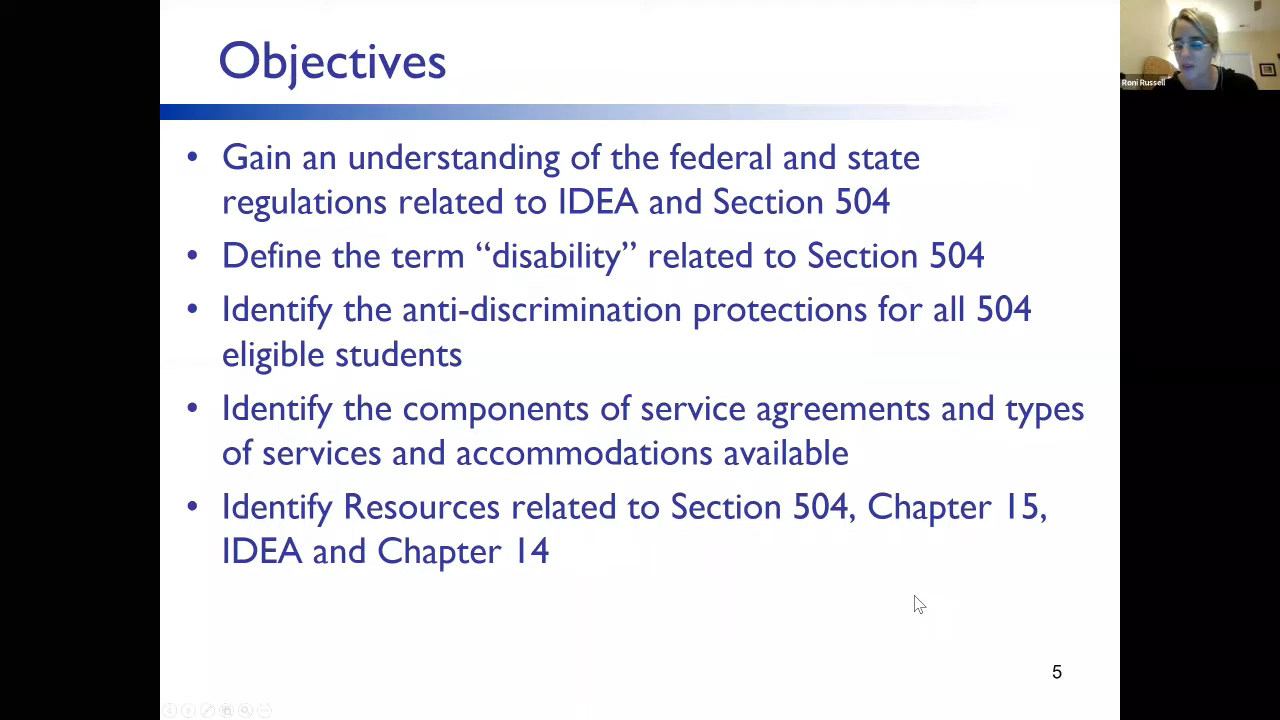 Objectives
• Gain an understanding of the federal and state
regulations related to IDEA and Section 504
• Define the term “disability” related to Section 504
• Identify the anti-discrimination protections for all 504
eligible students
• Identify the components of service agreements and types
of services and accommodations available
• Identify Resources related to Section 504, Chapter 15,
IDEA and Chapter 14
5
Roni Russell